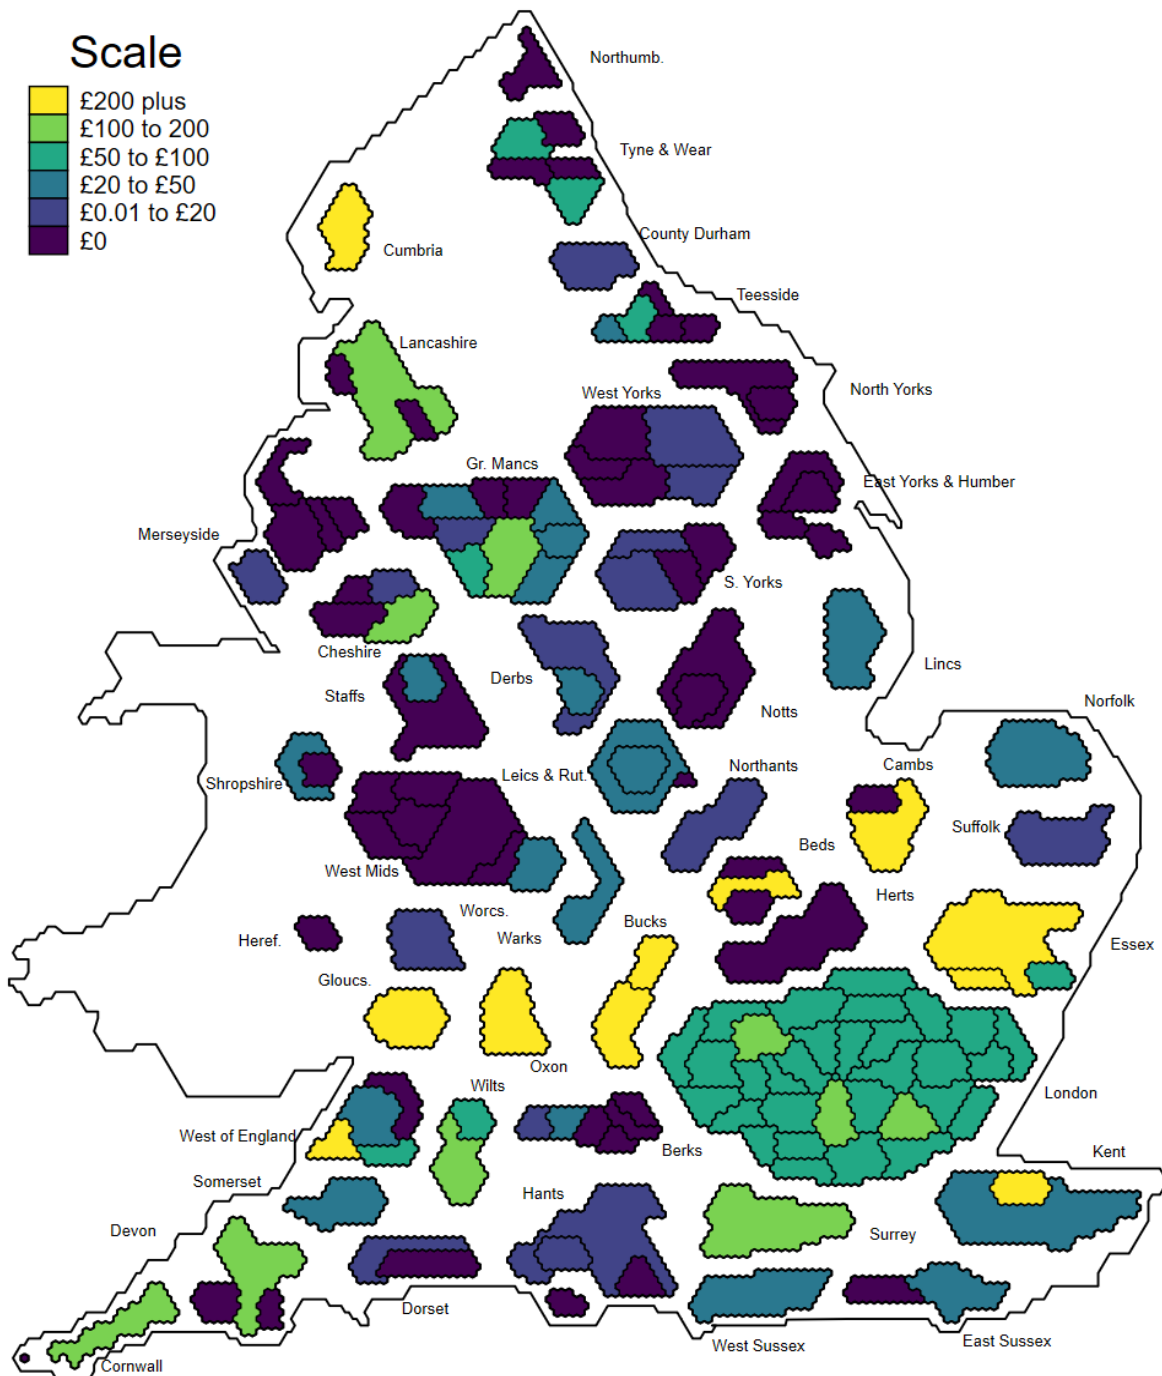 Scale
£200 plus
£100 to 200
£50 to £100
£20 to £50
£0.01 to £20
£0
Northumb.
Tyne & Wear
Cumbria
County Durham
Teesside
Lancashire
North Yorks
West Yorks
Gr. Mancs
East Yorks & Humber
Merseyside
S. Yorks
Cheshire
Lincs
Staffs
Derbs
Notts
Norfolk
Shropshire
Leics & Rut.
Northants
Cambs
Suffolk
Beds
West Mids
Herts
Worcs.
Warks
Bucks
Heref.
Essex
Gloucs.
Oxon
Wilts
London
West of England
Berks
Kent
Somerset
Hants
Devon
Surrey
Dorset
West Sussex
East Sussex
Cornwall